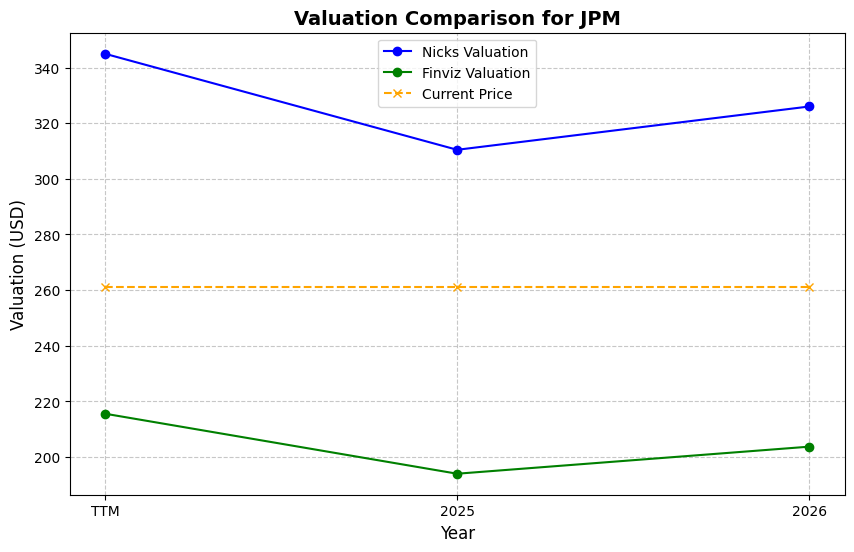 Valuation Comparison for JPM
Nicks Valuation
Finviz Valuation
Current Price
Valuation (USD)
340
320
300
280
260
240
220
200
TTM
2025
2026
Year